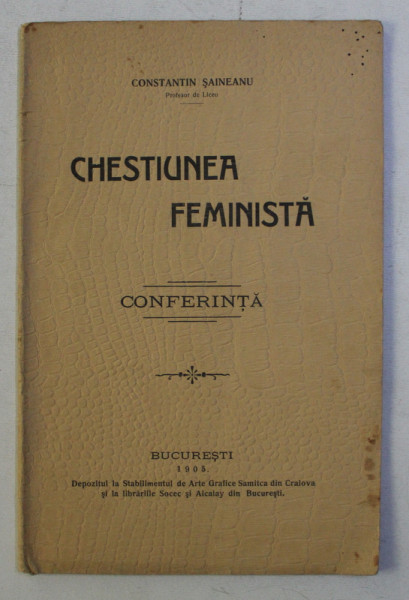 CONSTANTIN ȘAINEANU
Profesor de Liceu
CHESTIUNEA
FEMINISTĂ
CONFERINȚĂ
BUCUREȘTI
1905.
Depozitul la Stabilimentul de Arte Grafice Samitca din Craiova
și la librăriile Socec și Alcalay din București.